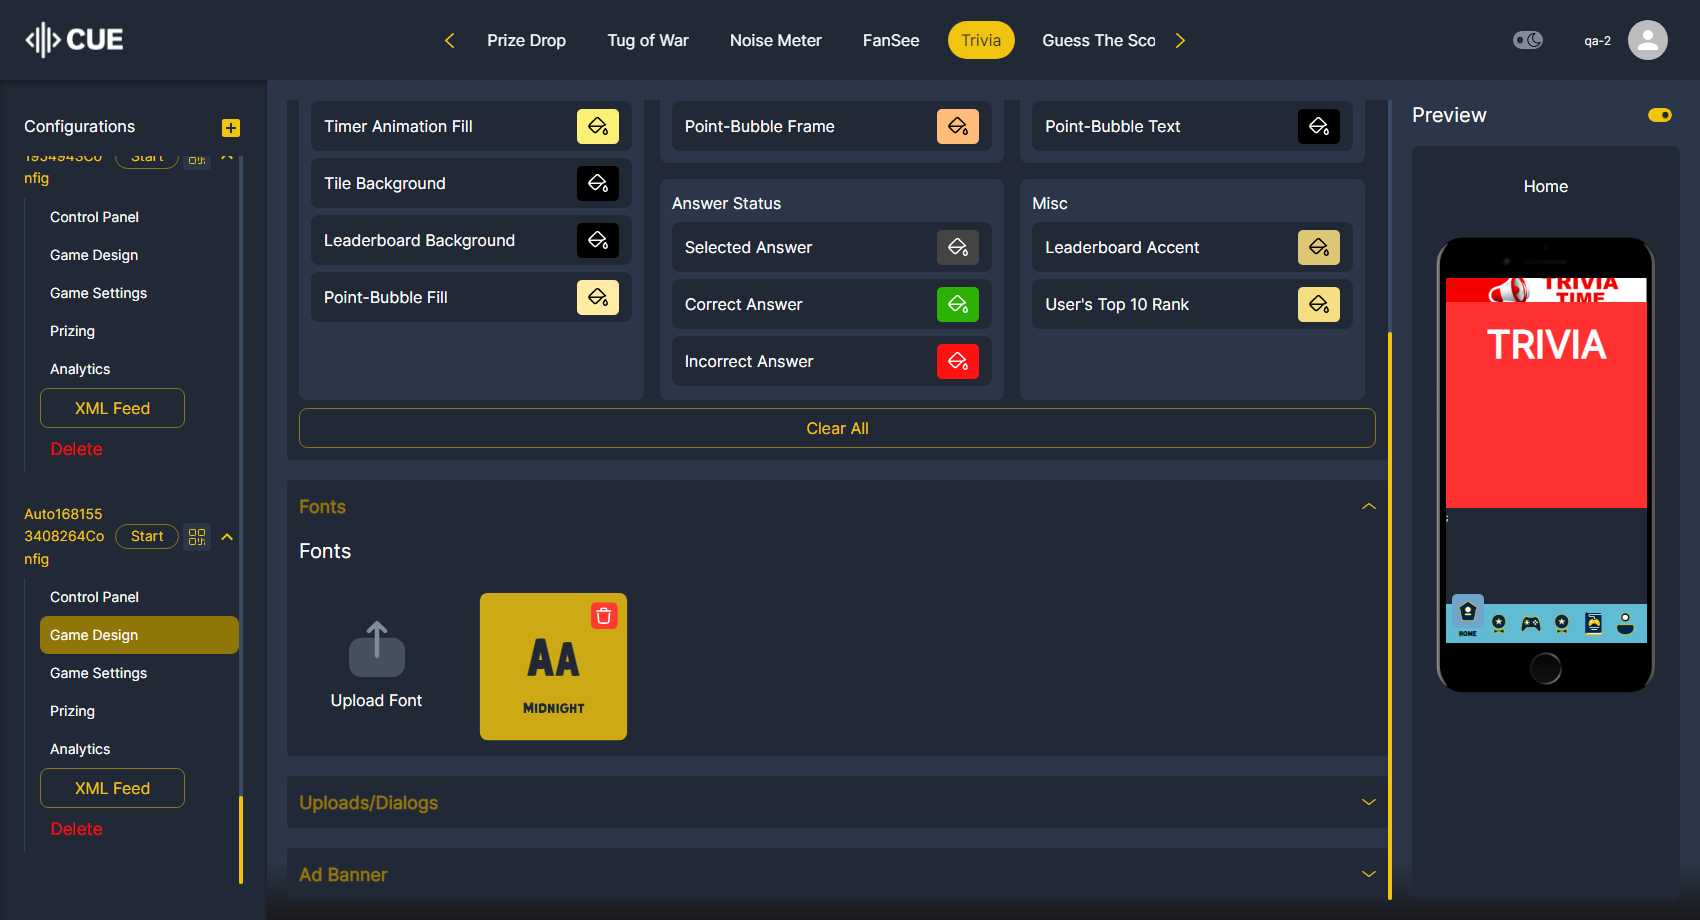 CUE
Prize Drop
Tug of War
Noise Meter
FanSee
Trivia
Guess The Sco
qa-2
Configurations
1934943Co
nfig
Start
Control Panel
Game Design
Game Settings
Prizing
Analytics
XML Feed
Delete
Auto168155
3408264Co
nfig
Start
Control Panel
Game Design
Game Settings
Prizing
Analytics
XML Feed
Delete
Timer Animation Fill
Tile Background
Leaderboard Background
Point-Bubble Fill
Point-Bubble Frame
Point-Bubble Text
Answer Status
Selected Answer
Correct Answer
Incorrect Answer
Misc
Leaderboard Accent
User's Top 10 Rank
Clear All
Fonts
Fonts
Upload Font
AA
MIDNIGHT
Uploads/Dialogs
Ad Banner
Preview
Home
TRIVIA
TIME
TRIVIA
;
HOME